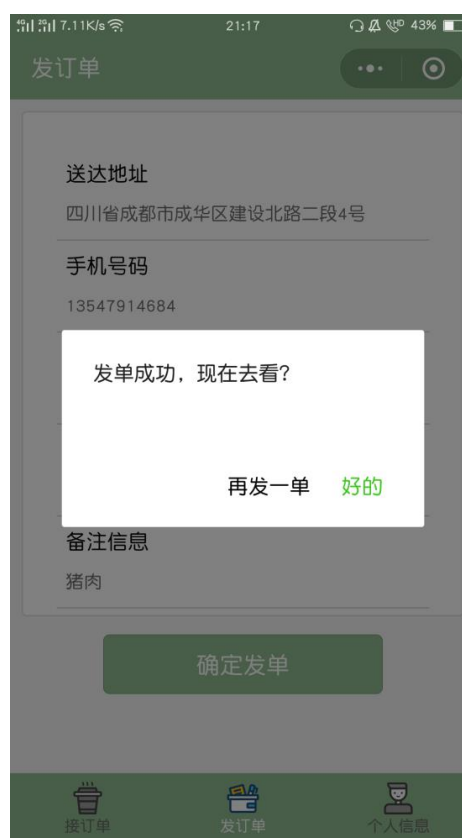 46 26 7.11K/s 21:17 HD 43%
发订单
送达地址
四川省成都市成华区建设北路二段4号
手机号码
13547914684
发单成功，现在去看？
再发一单 好的
备注信息
猪肉
确定发单
接订单 发订单 个人信息